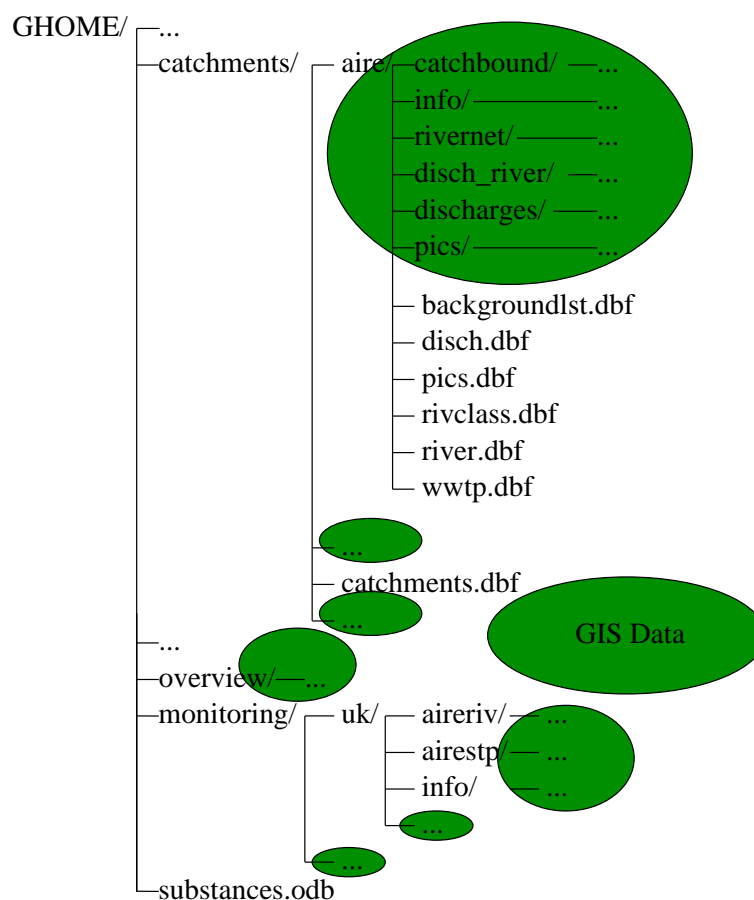 GHOME/ ...
catchments/ aire/ catchbound/ ...
info/ ...
rivernet/ ...
disch_river/ ...
discharges/ ...
pics/ ...
backgroundlst.dbf
disch.dbf
pics.dbf
rivclass.dbf
river.dbf
wwtp.dbf
...
catchments.dbf
...
GIS Data
...
overview/ ...
monitoring/ uk/ aireriv/ ...
airestp/ ...
info/ ...
...
...
substances.odb